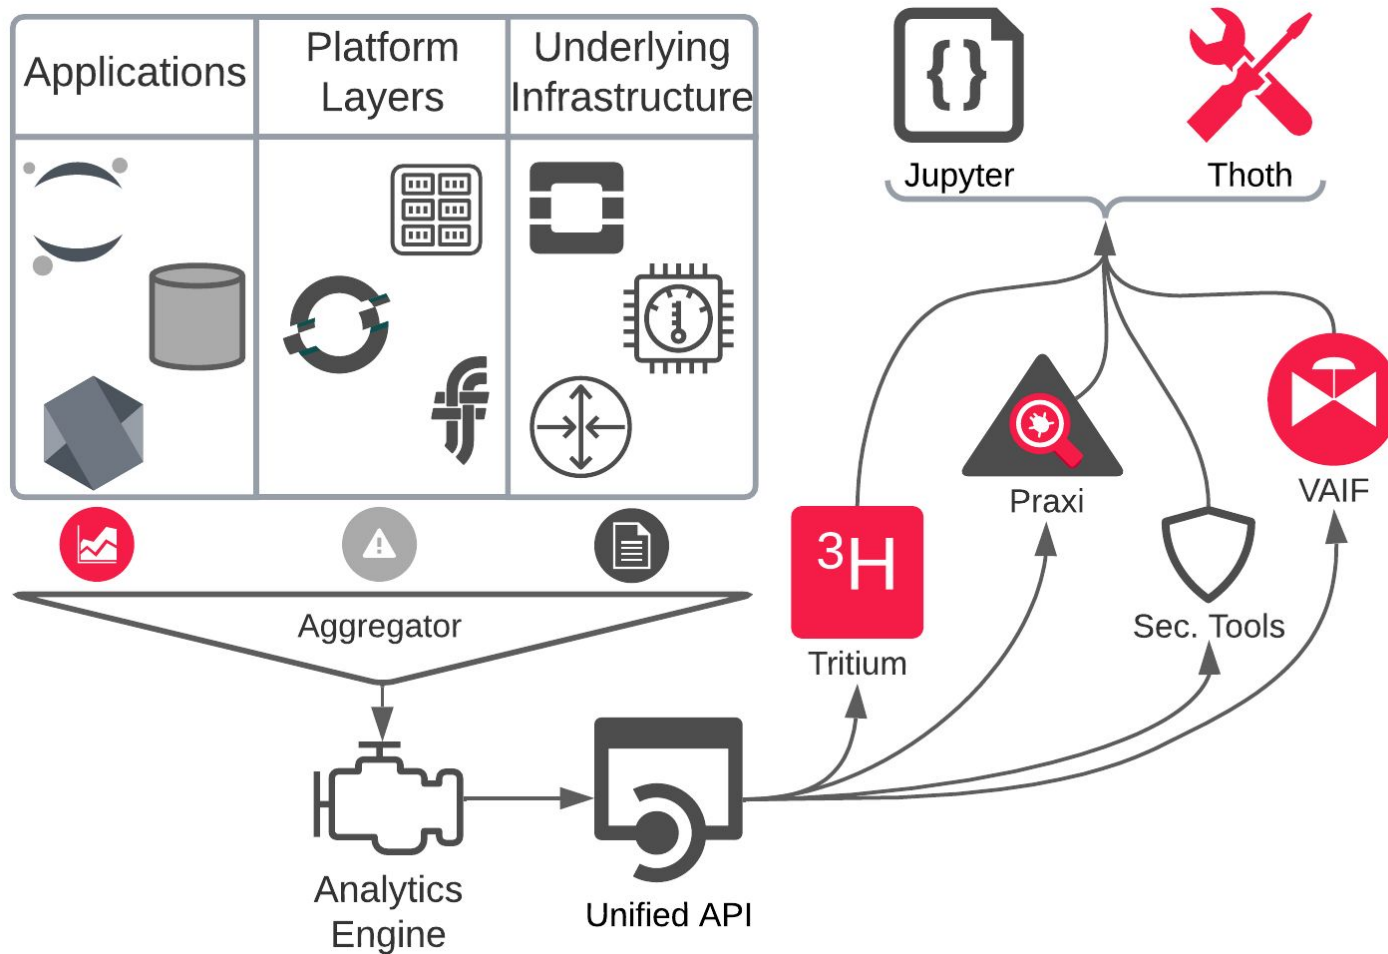 Applications
Platform
Layers
Underlying
Infrastructure
{}
Jupyter
Thoth
Aggregator
Analytics
Engine
Unified API
³H
Tritium
Praxi
Sec. Tools
VAIF